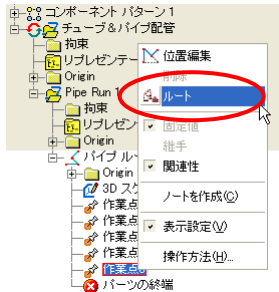 コンポーネント パターン 1
チューブ&パイプ配管
拘束
リプレゼンテー
Origin
Pipe Run 1
拘束
リプレゼン
Origin
パイプ ル
Origin
3D スケ
作業点
作業点
作業点
作業点
作業点
パーツの終端
位置編集
削除
ルート
固定値
継手
関連性
ノートを作成(C)
表示設定(V)
操作方法(H)...